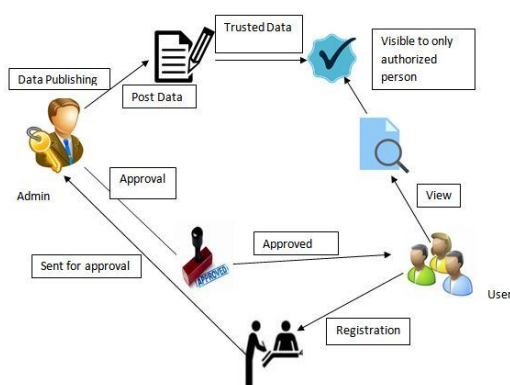 Trusted Data
Visible to only
authorized
person
Data Publishing
Post Data
Admin
Approval
View
Sent for approval
Approved
APPROVED
User
Registration